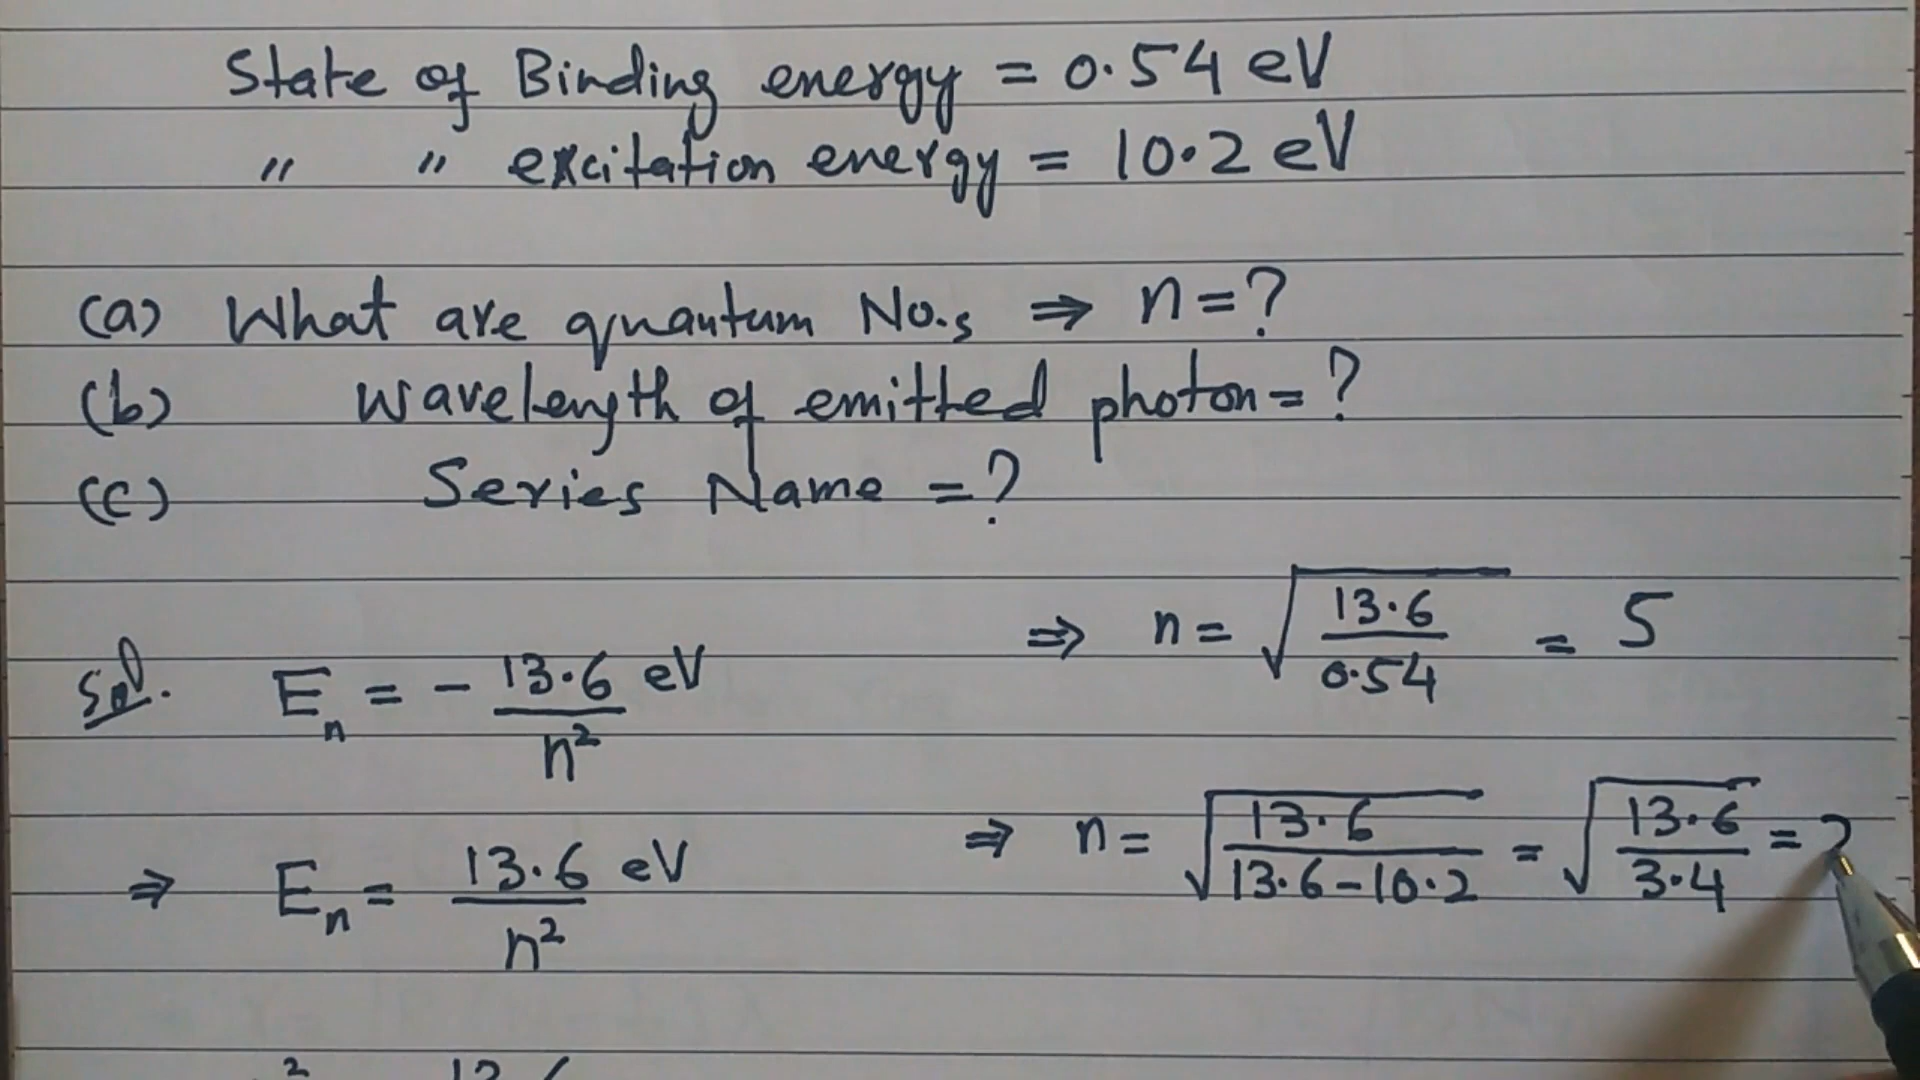 State of Binding energy = 0.54 eV
" " excitation energy = 10.2 eV
(a) What are quantum No.s ⇒ n=?
(b) wavelength of emitted photon=?
(c) Series Name =?
⇒ n = √(13.6/0.54) = 5
Sol. Eₙ = - 13.6 eV/n²
⇒ n = √(13.6/(13.6-10.2)) = √(13.6/3.4) = 2
⇒ Eₙ = 13.6 eV/n²